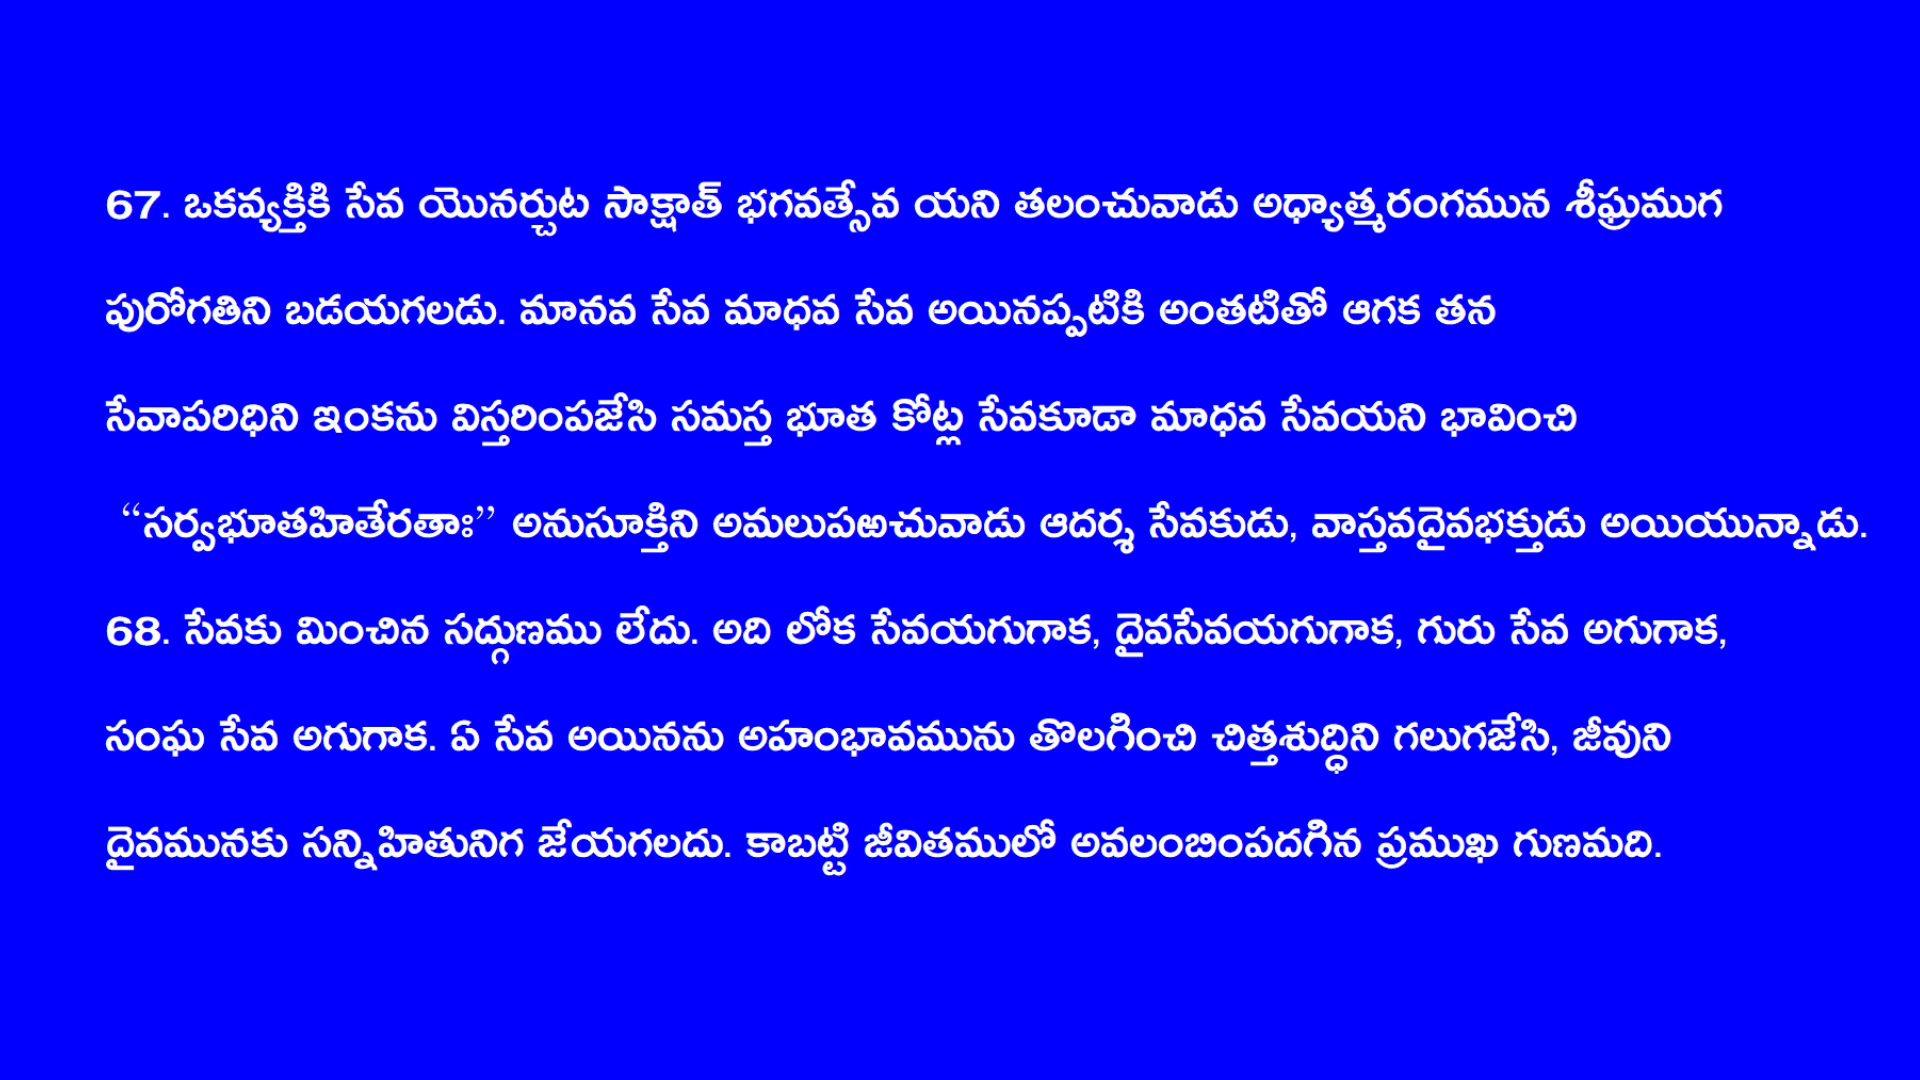 67. ఒకవ్యక్తికి సేవ యొనర్చుట సాక్షాత్ భగవత్సేవ యని తలంచువాడు అధ్యాత్మరంగమున శీఘ్రముగ
పురోగతిని బడయగలడు. మానవ సేవ మాధవ సేవ అయినప్పటికి అంతటితో ఆగక తన
సేవాపరిధిని ఇంకను విస్తరింపజేసి సమస్త భూత కోట్ల సేవకూడా మాధవ సేవయని భావించి
“సర్వభూతహితేరతాః” అనుసూక్తిని అమలుపఱచువాడు ఆదర్శ సేవకుడు, వాస్తవదైవభక్తుడు అయియున్నాడు.
68. సేవకు మించిన సద్గుణము లేదు. అది లోక సేవయగుగాక, దైవసేవయగుగాక, గురు సేవ అగుగాక,
సంఘ సేవ అగుగాక. ఏ సేవ అయినను అహంభావమును తొలగించి చిత్తశుద్ధిని గలుగజేసి, జీవుని
దైవమునకు సన్నిహితునిగ జేయగలదు. కాబట్టి జీవితములో అవలంబింపదగిన ప్రముఖ గుణమది.